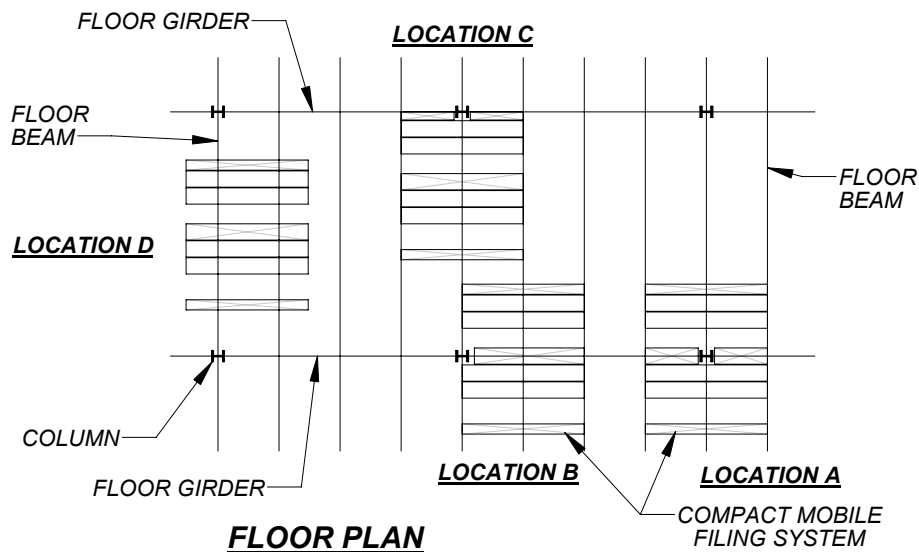 FLOOR GIRDER
LOCATION C
FLOOR
BEAM
FLOOR
BEAM
LOCATION D
COLUMN
FLOOR GIRDER
LOCATION B
LOCATION A
COMPACT MOBILE
FILING SYSTEM
FLOOR PLAN